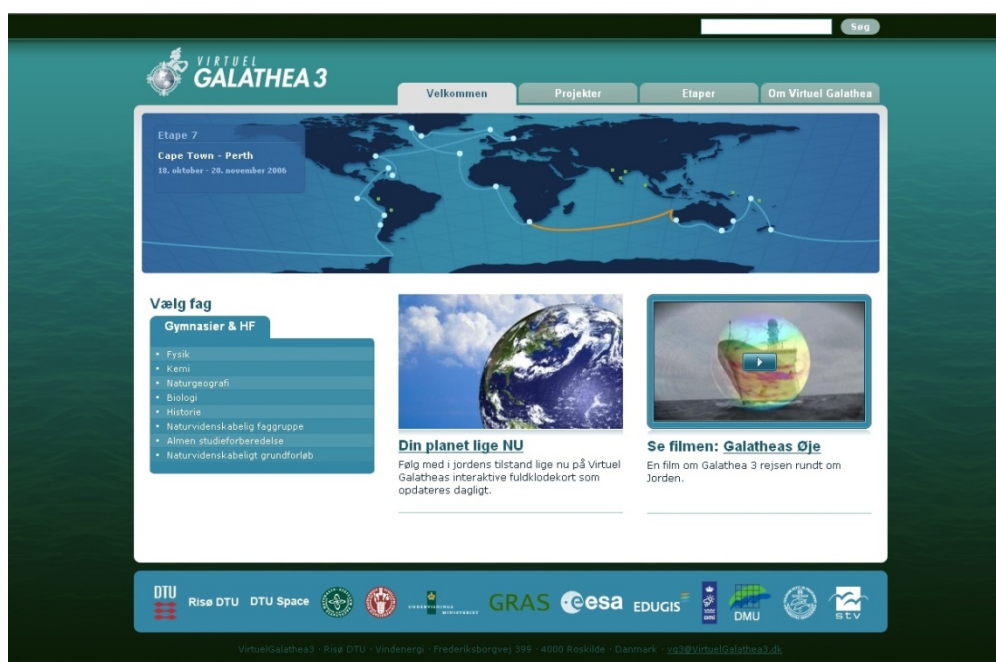 Søg
VIRTUEL
GALATHEA 3
Velkommen
Projekter
Etaper
Om Virtuel Galathea
Etape 7
Cape Town - Perth
18. oktober - 20. november 2006
Vælg fag
Gymnasier & HF
• Fysik
• Kemi
• Naturgeografi
• Biologi
• Historie
• Naturvidenskabelig faggruppe
• Almen studieforberedelse
• Naturvidenskabeligt grundforløb
Din planet lige NU
Følg med i jordens tilstand lige nu på Virtuel
Galatheas interaktive fuldklodekort som
opdateres dagligt.
Se filmen: Galatheas Øje
En film om Galathea 3 rejsen rundt om
Jorden.
DTU
Risø DTU
DTU Space
UNDERVISNINGS
MINISTERIET
GRAS
esa
EDUGIS
DMI
DMU
stv
VirtuelGalathea3 · Risø DTU · Vindenergi · Frederiksborgvej 399 · 4000 Roskilde · Danmark · vg3@VirtuelGalathea3.dk